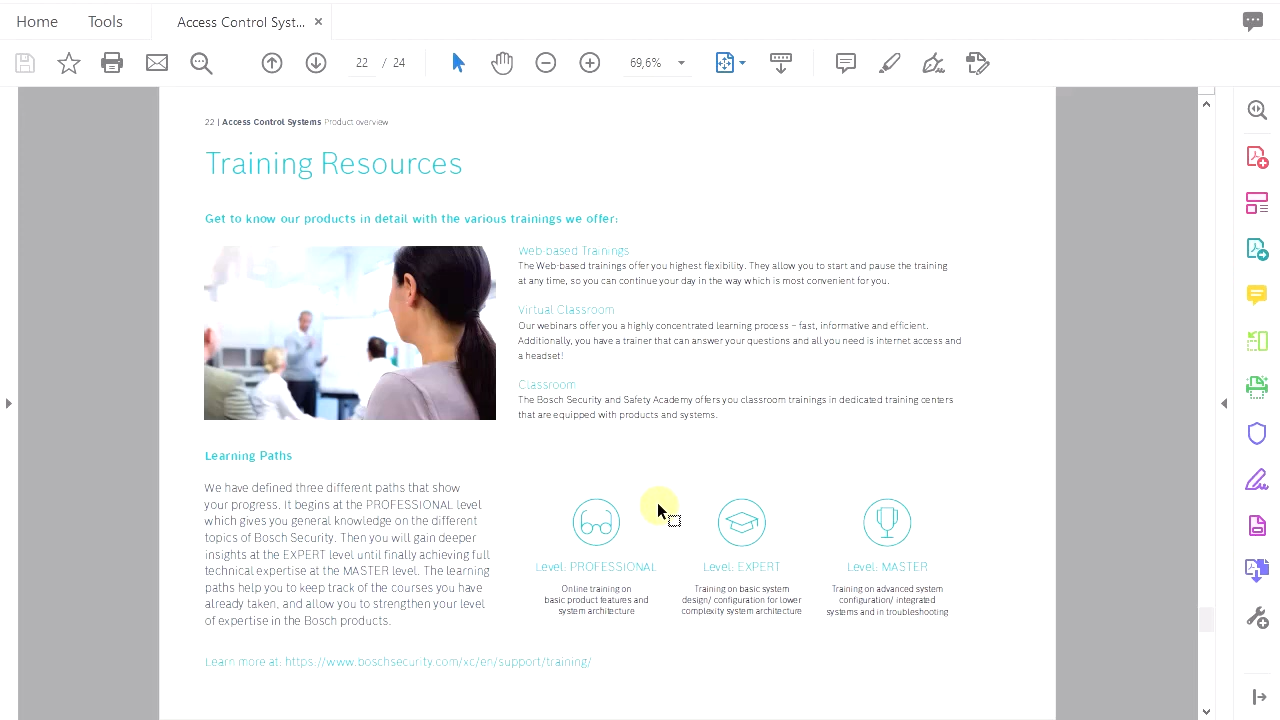 Home Tools Access Control Syst...
22 / 24 69,6%
22 | Access Control Systems Product overview
Training Resources
Get to know our products in detail with the various trainings we offer:
Web-based Trainings
The Web-based trainings offer you highest flexibility. They allow you to start and pause the training
at any time, so you can continue your day in the way which is most convenient for you.
Virtual Classroom
Our webinars offer you a highly concentrated learning process – fast, informative and efficient.
Additionally, you have a trainer that can answer your questions and all you need is internet access and
a headset!
Classroom
The Bosch Security and Safety Academy offers you classroom trainings in dedicated training centers
that are equipped with products and systems.
Learning Paths
We have defined three different paths that show
your progress. It begins at the PROFESSIONAL level
which gives you general knowledge on the different
topics of Bosch Security. Then you will gain deeper
insights at the EXPERT level until finally achieving full
technical expertise at the MASTER level. The learning
paths help you to keep track of the courses you have
already taken, and allow you to strengthen your level
of expertise in the Bosch products.
Level: PROFESSIONAL
Online training on
basic product features and
system architecture
Level: EXPERT
Training on basic system
design/ configuration for lower
complexity system architecture
Level: MASTER
Training on advanced system
configuration/ integrated
systems and in troubleshooting
Learn more at: https://www.boschsecurity.com/xc/en/support/training/